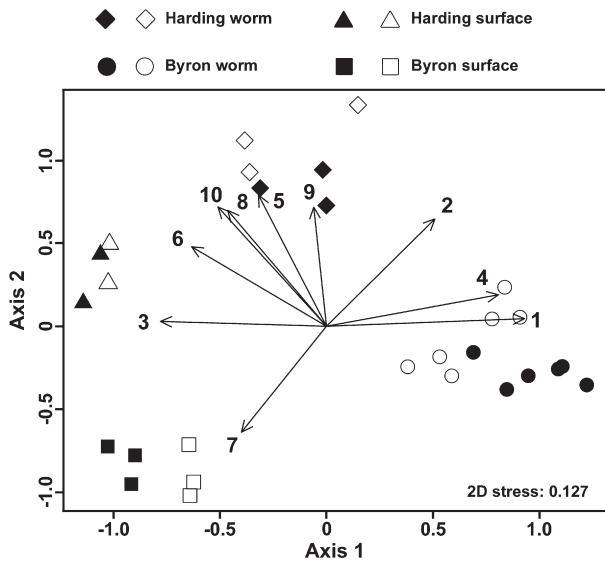 Harding worm Harding surface
Byron worm Byron surface
1.0
0.5
0
-0.5
-1.0
Axis 2
10 8 5 9 2
6
4
3 1
7
2D stress: 0.127
-1.0 -0.5 0 0.5 1.0
Axis 1